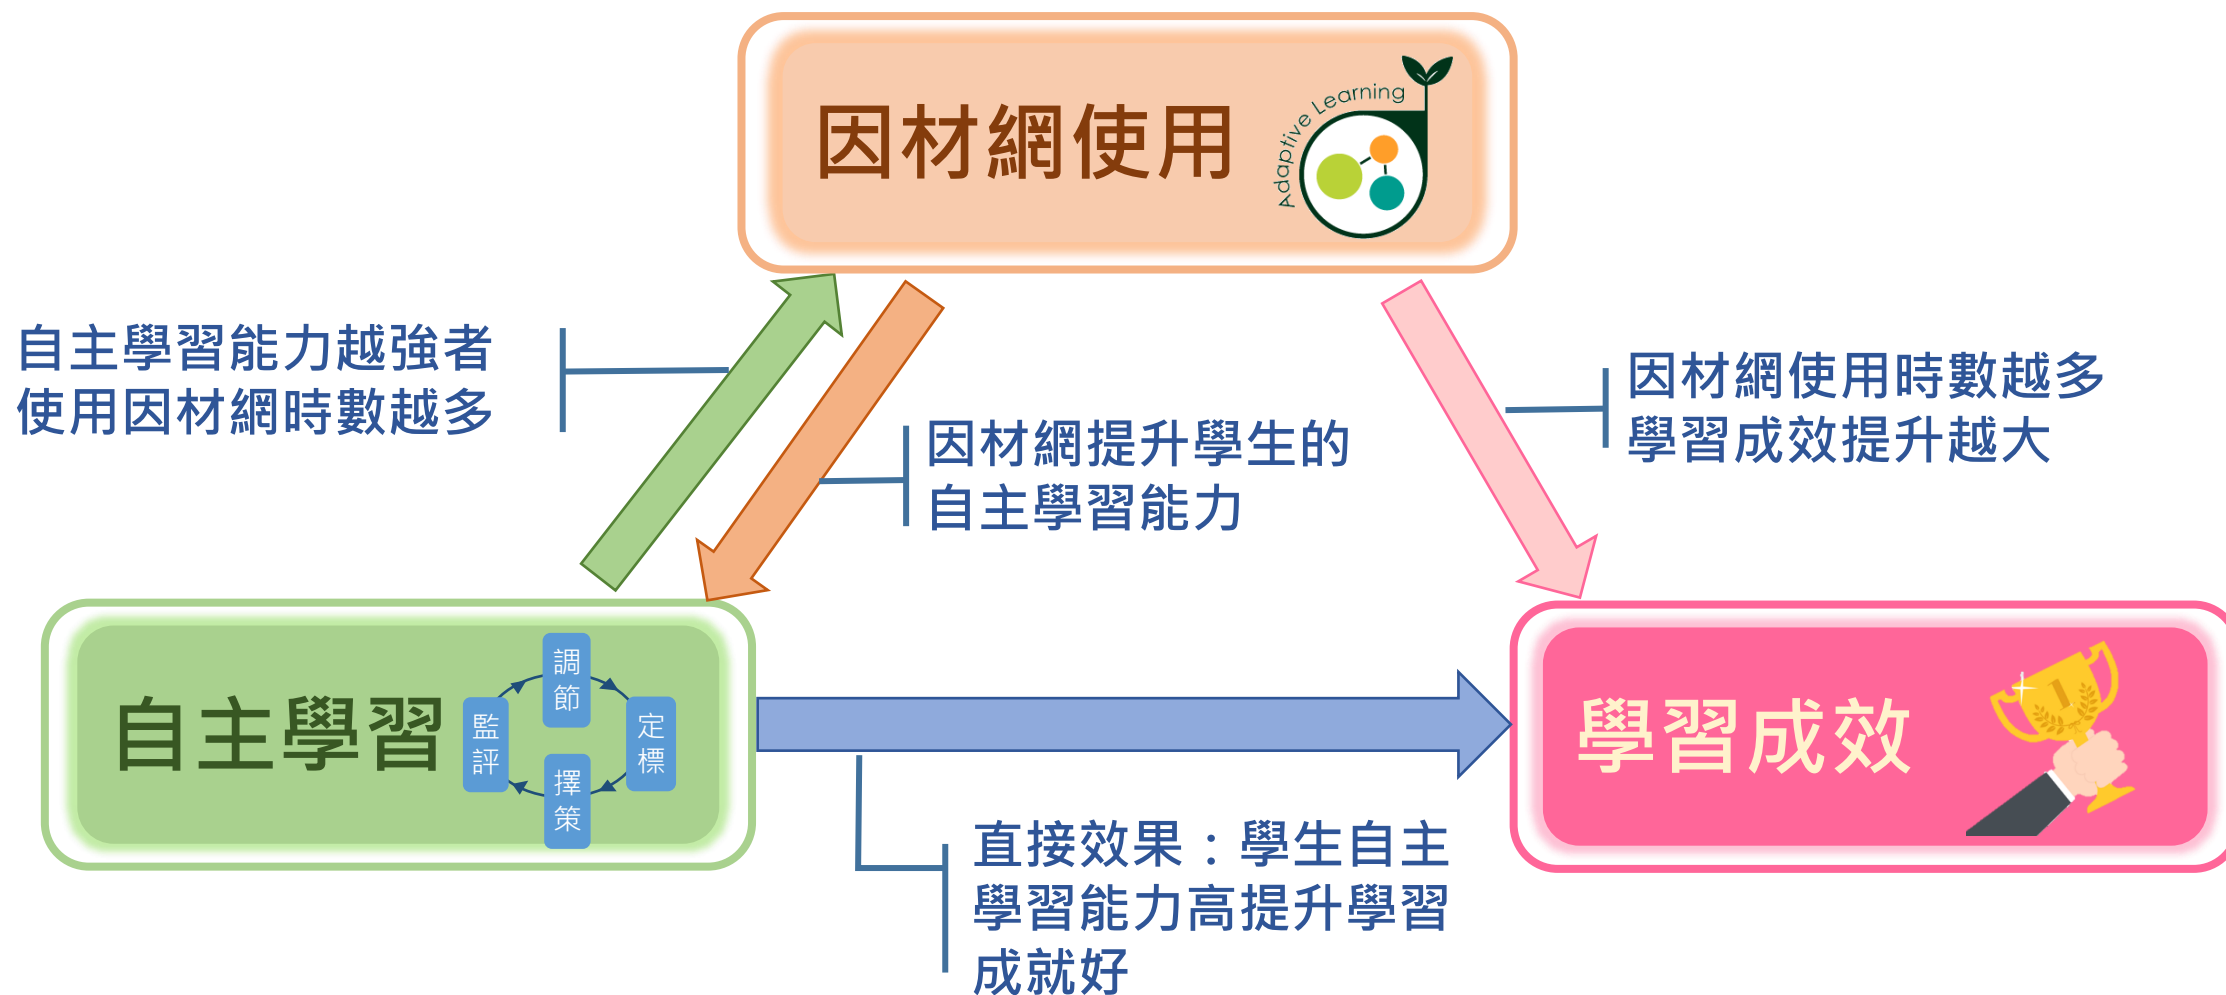 因材網使用
Adaptive Learning
自主學習能力越強者
使用因材網時數越多
因材網提升學生的
自主學習能力
因材網使用時數越多
學習成效提升越大
自主學習
調節
定標
擇策
監評
學習成效
直接效果：學生自主
學習能力高提升學習
成就好